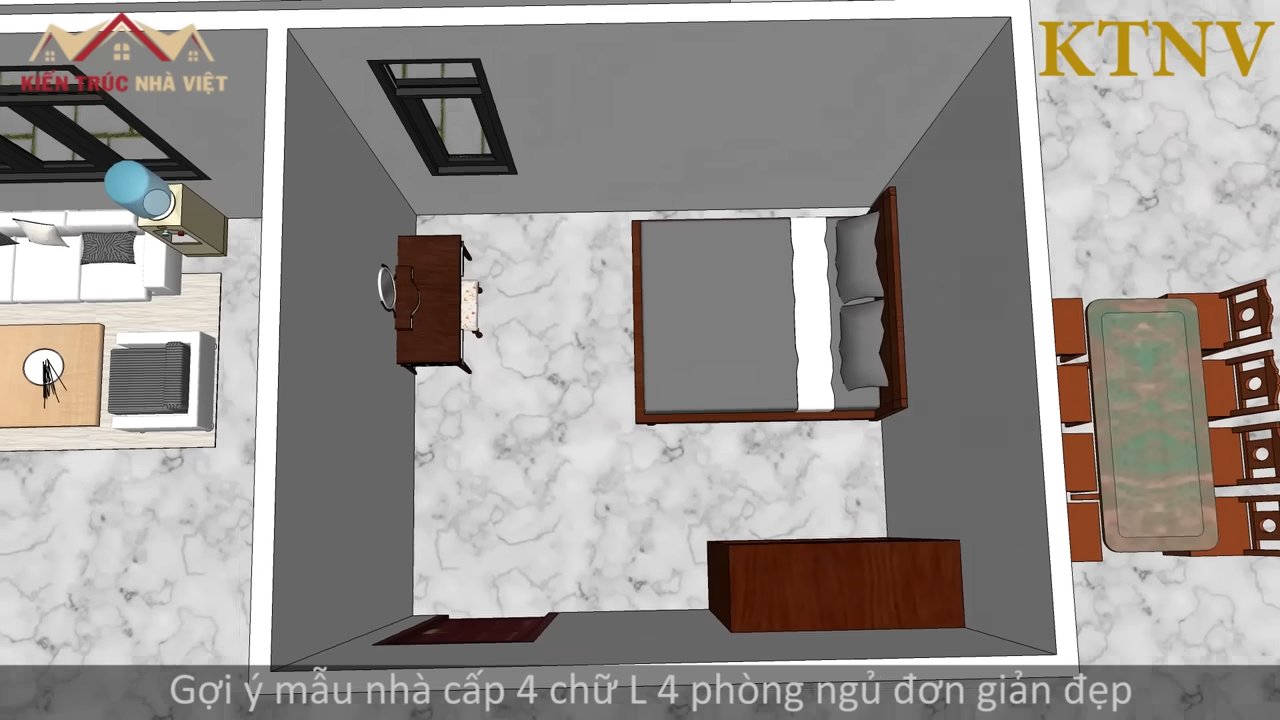 KIẾN TRÚC NHÀ VIỆT
KTNV
Gợi ý mẫu nhà cấp 4 chữ L 4 phòng ngủ đơn giản đẹp